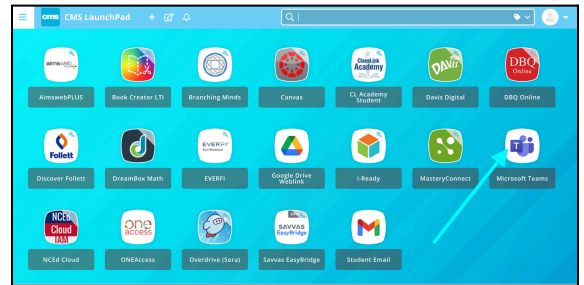 cms CMS LaunchPad
aimsweb
ClassLink
Academy
DAVIS
DBQ
Online
AimswebPLUS Book Creator LTI Branching Minds Canvas CL Academy
Student Davis Digital DBQ Online
Follett
EVERFI
Discover Follett DreamBox Math EVERFI Google Drive
Weblink i-Ready MasteryConnect Microsoft Teams
NCEd
Cloud
IAM
one
access
SAVVAS
EasyBridge
NCEd Cloud ONEAccess Overdrive (Sora) Savvas EasyBridge Student Email